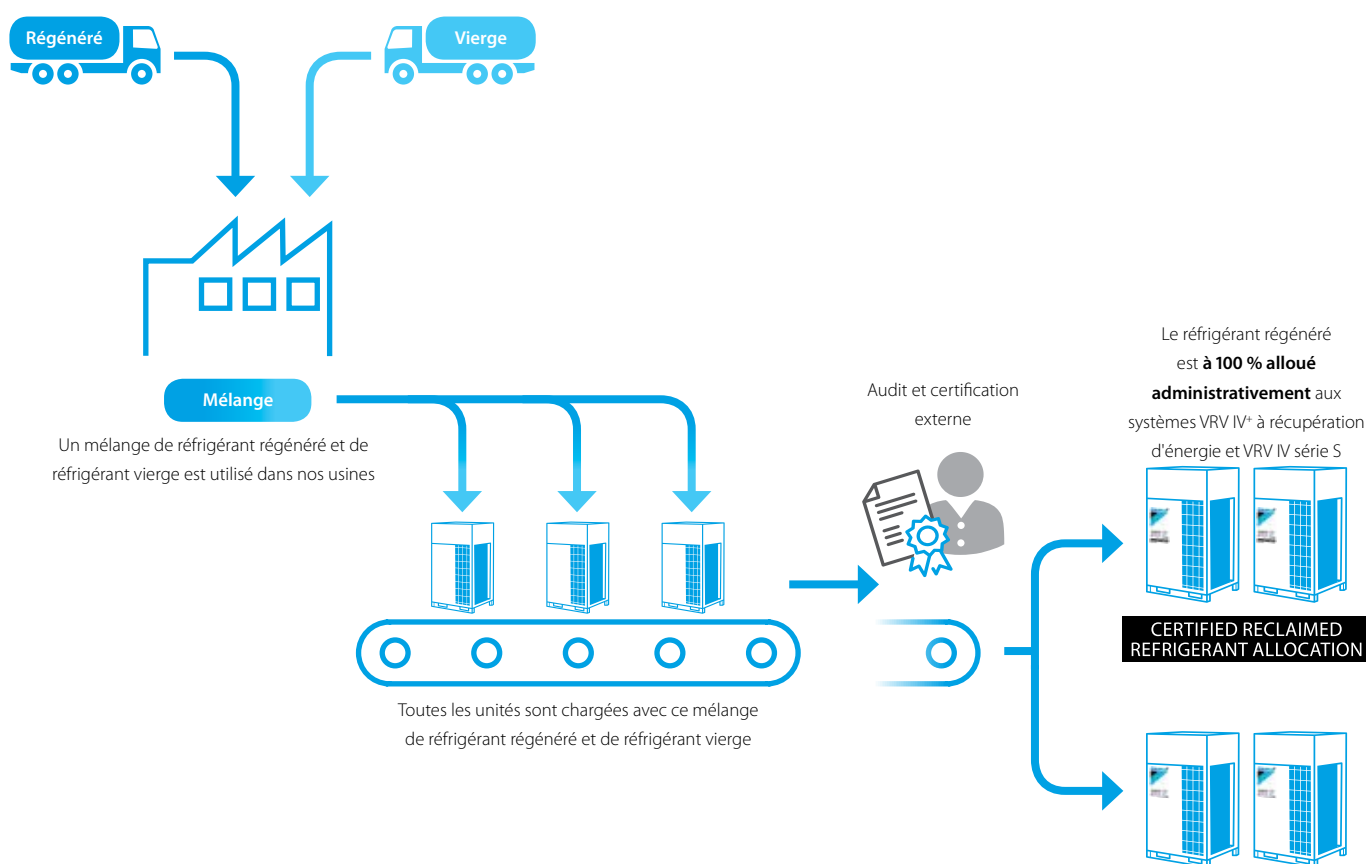 Régénéré
Vierge
Mélange
Un mélange de réfrigérant régénéré et de
réfrigérant vierge est utilisé dans nos usines
Toutes les unités sont chargées avec ce mélange
de réfrigérant régénéré et de réfrigérant vierge
Audit et certification
externe
Le réfrigérant régénéré
est à 100 % alloué
administrativement aux
systèmes VRV IV+ à récupération
d'énergie et VRV IV série S
CERTIFIED RECLAIMED
REFRIGERANT ALLOCATION